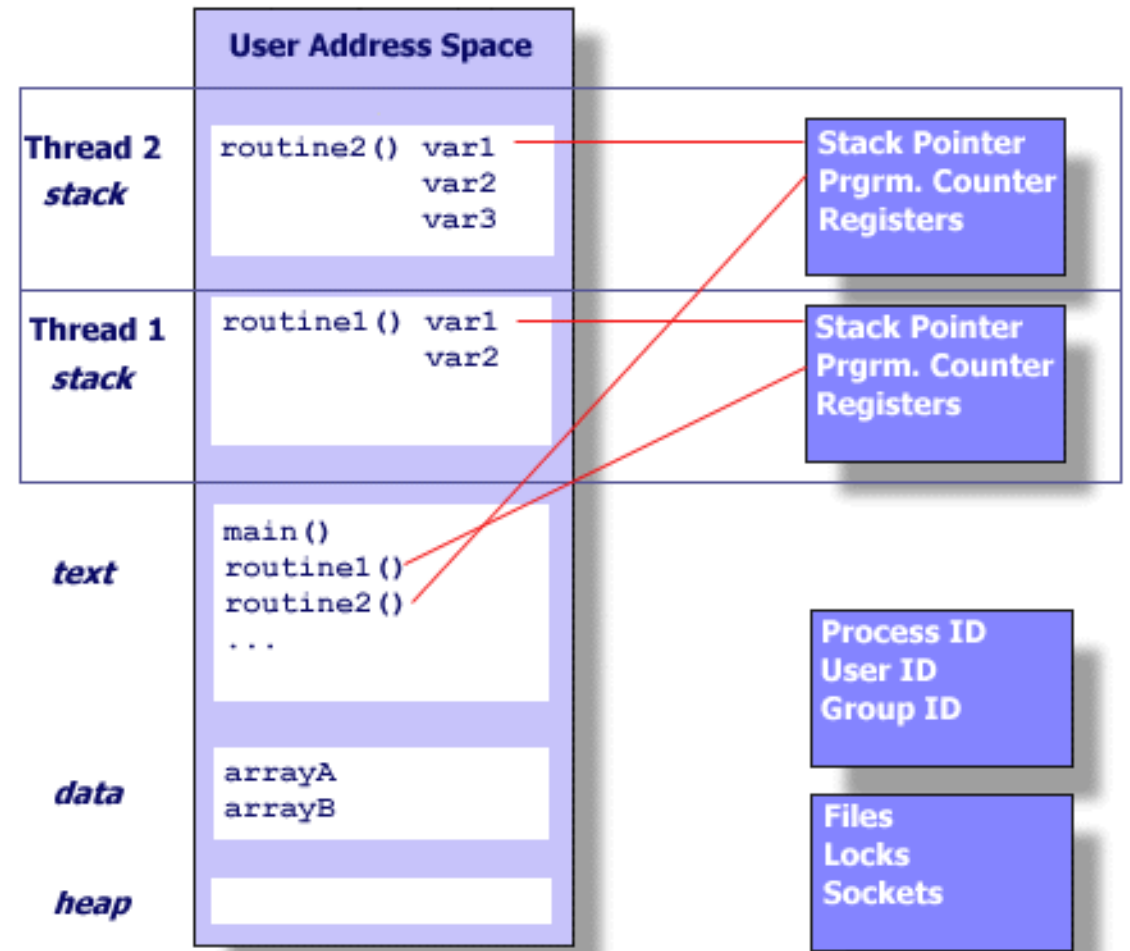 User Address Space
Thread 2
stack
routine2() var1
var2
var3
Stack Pointer
Prgrm. Counter
Registers
Thread 1
stack
routine1() var1
var2
Stack Pointer
Prgrm. Counter
Registers
text
main()
routine1()
routine2()
...
Process ID
User ID
Group ID
data
arrayA
arrayB
Files
Locks
Sockets
heap